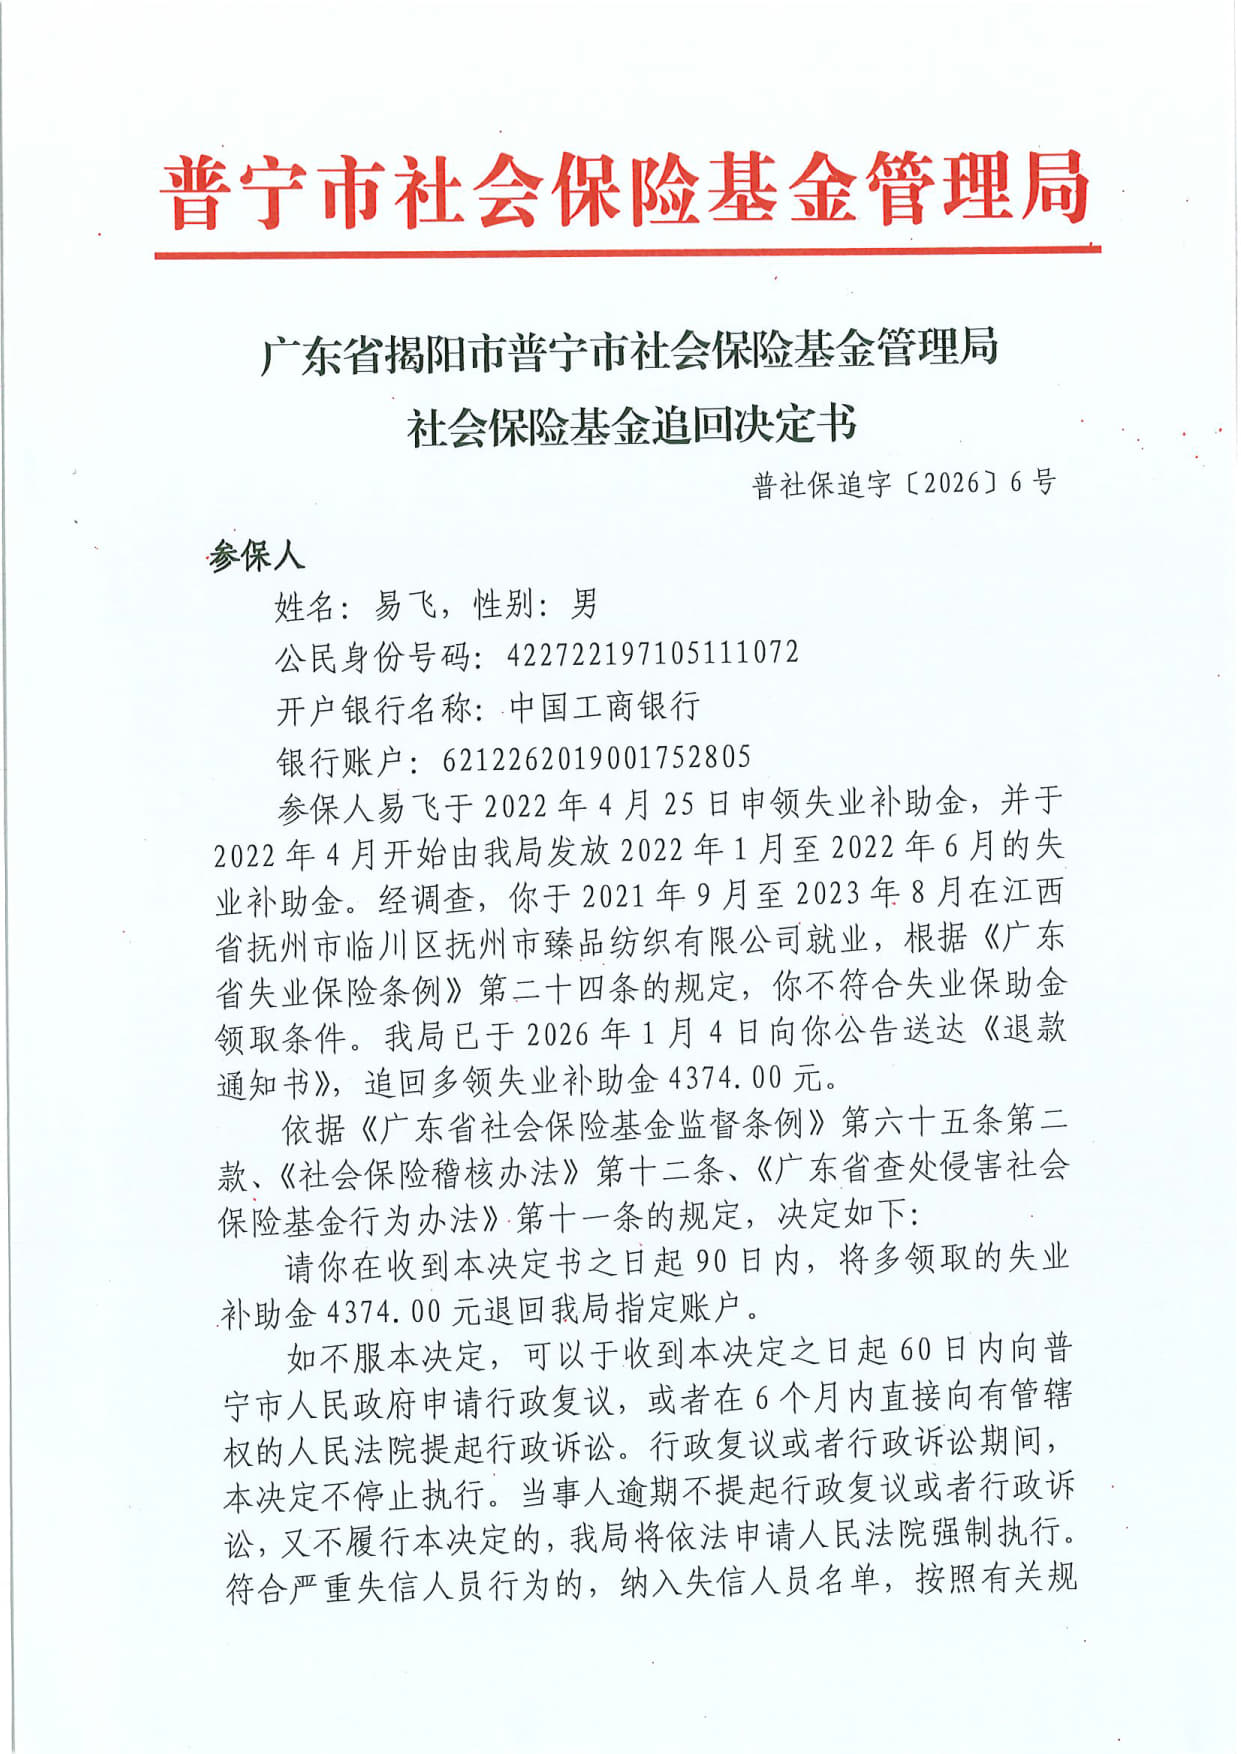 普宁市社会保险基金管理局
广东省揭阳市普宁市社会保险基金管理局
社会保险基金追回决定书
普社保追字〔2026〕6号
参保人
姓名：易飞，性别：男
公民身份号码：422722197105111072
开户银行名称：中国工商银行
银行账户：6212262019001752805
参保人易飞于2022年4月25日申领失业补助金，并于
2022年4月开始由我局发放2022年1月至2022年6月的失
业补助金。经调查，你于2021年9月至2023年8月在江西
省抚州市临川区抚州市臻品纺织有限公司就业，根据《广东
省失业保险条例》第二十四条的规定，你不符合失业保助金
领取条件。我局已于2026年1月4日向你公告送达《退款
通知书》，追回多领失业补助金4374.00元。
依据《广东省社会保险基金监督条例》第六十五条第二
款、《社会保险稽核办法》第十二条、《广东省查处侵害社会
保险基金行为办法》第十一条的规定，决定如下：
请你在收到本决定书之日起90日内，将多领取的失业
补助金4374.00元退回我局指定账户。
如不服本决定，可以于收到本决定之日起60日内向普
宁市人民政府申请行政复议，或者在6个月内直接向有管辖
权的人民法院提起行政诉讼。行政复议或者行政诉讼期间，
本决定不停止执行。当事人逾期不提起行政复议或者行政诉
讼，又不履行本决定的，我局将依法申请人民法院强制执行。
符合严重失信人员行为的，纳入失信人员名单，按照有关规